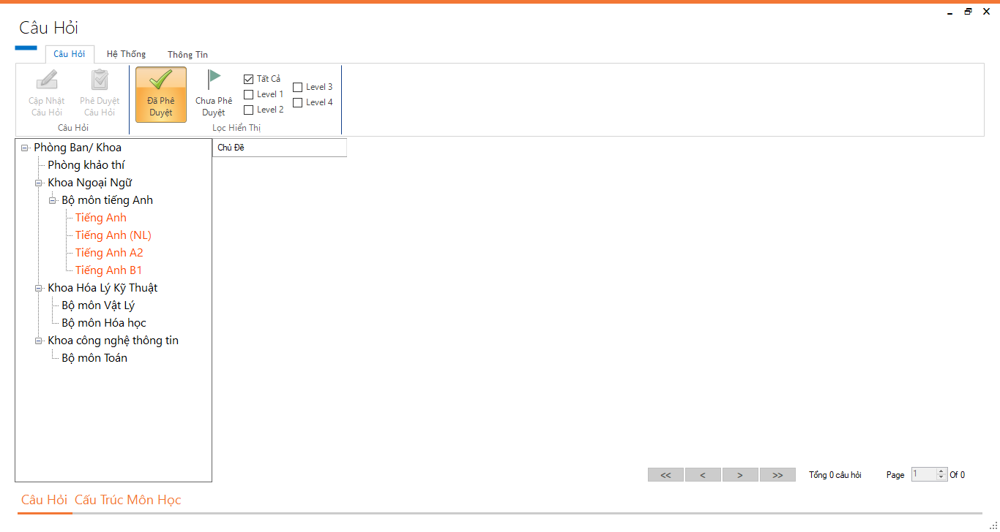 Câu Hỏi
Câu Hỏi Hệ Thống Thông Tin
Cập Nhật
Câu Hỏi
Phê Duyệt
Câu Hỏi
Câu Hỏi
Đã Phê
Duyệt
Chưa Phê
Duyệt
Tất Cả
Level 1
Level 2
Level 3
Level 4
Lọc Hiển Thị
Phòng Ban/ Khoa
Phòng khảo thí
Khoa Ngoại Ngữ
Bộ môn tiếng Anh
Tiếng Anh
Tiếng Anh (NL)
Tiếng Anh A2
Tiếng Anh B1
Khoa Hóa Lý Kỹ Thuật
Bộ môn Vật Lý
Bộ môn Hóa học
Khoa công nghệ thông tin
Bộ môn Toán
Chủ Đề
<< < > >> Tổng 0 câu hỏi Page 1 Of 0
Câu Hỏi Cấu Trúc Môn Học